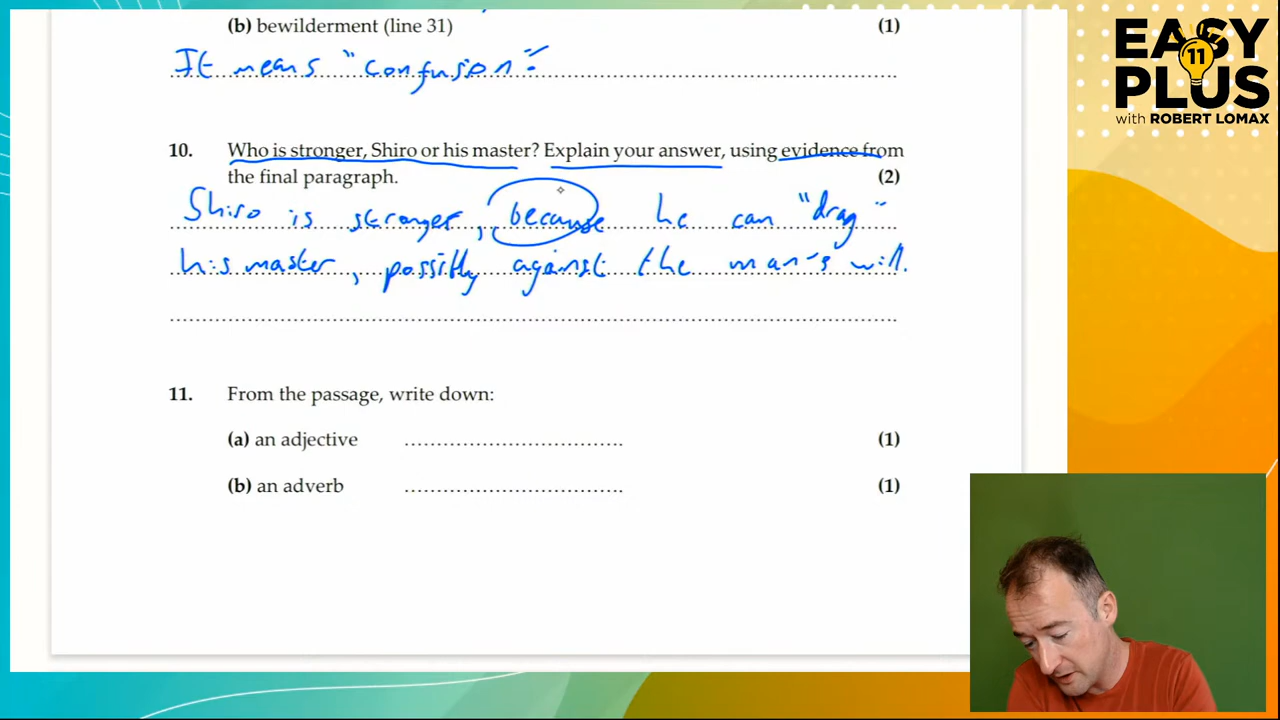 (b) bewilderment (line 31) (1)
It means "confusion".
10. Who is stronger, Shiro or his master? Explain your answer, using evidence from
the final paragraph. (2)
Shiro is stronger, because he can "drag"
his master, possibly against the man's will.
11. From the passage, write down:
(a) an adjective ........................................ (1)
(b) an adverb ........................................ (1)
EASY
11
PLUS
with ROBERT LOMAX